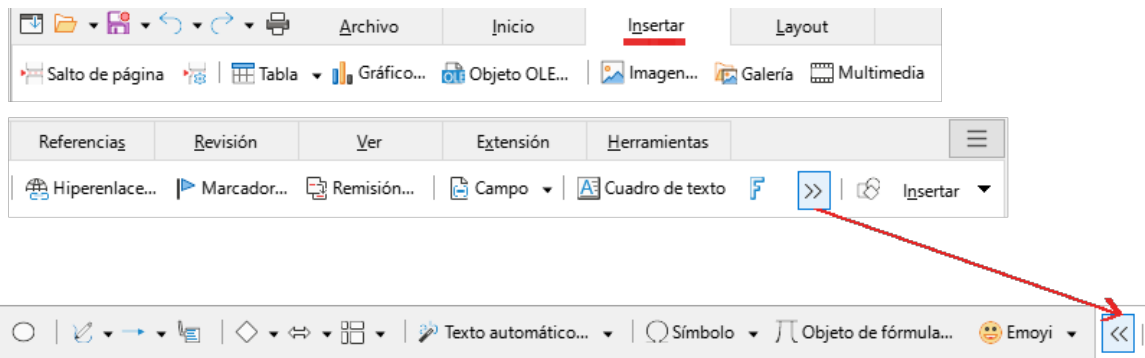 Archivo Inicio Insertar Layout
Salto de página Tabla Gráfico... OLE Objeto OLE... Imagen... Galería Multimedia
Referencias Revisión Ver Extensión Herramientas
Hiperenlace... Marcador... Remisión... Campo A Cuadro de texto F Insertar
Texto automático... Símbolo Objeto de fórmula... Emoyi